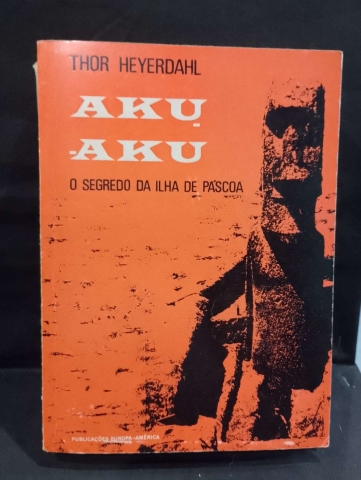 THOR HEYERDAHL
AKU
-AKU
O SEGREDO DA ILHA DE PÁSCOA
PUBLICAÇÕES EUROPA-AMÉRICA